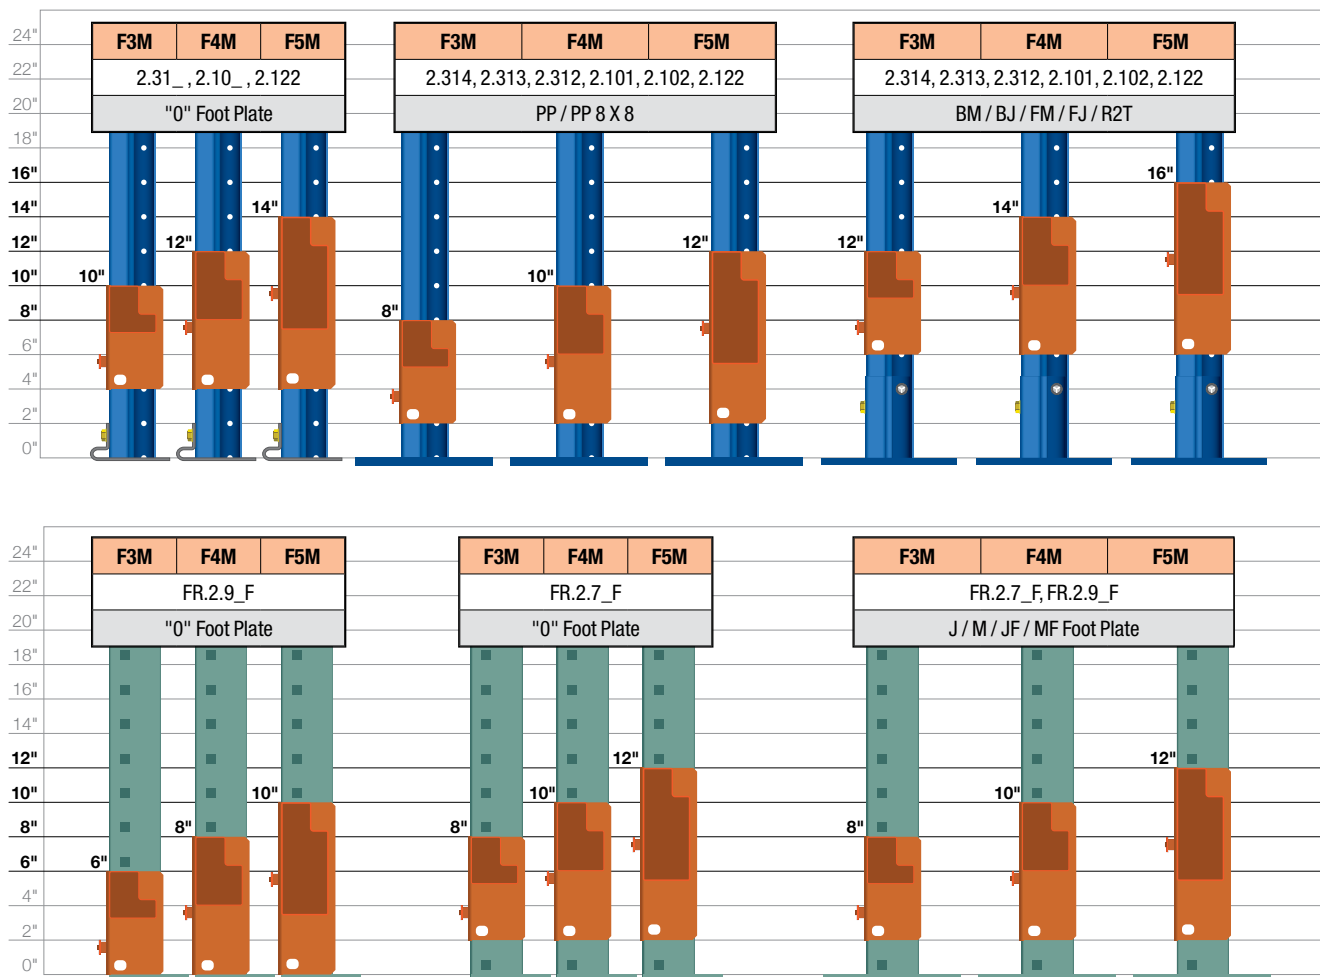 24"
22"
20"
18"
16"
14"
12"
10"
8"
6"
4"
2"
0"
F3M F4M F5M
2.31_ , 2.10_ , 2.122
"0" Foot Plate
10"
12"
14"
F3M F4M F5M
2.314, 2.313, 2.312, 2.101, 2.102, 2.122
PP / PP 8 X 8
8"
10"
12"
F3M F4M F5M
2.314, 2.313, 2.312, 2.101, 2.102, 2.122
BM / BJ / FM / FJ / R2T
12"
14"
16"
24"
22"
20"
18"
16"
14"
12"
10"
8"
6"
4"
2"
0"
F3M F4M F5M
FR.2.9_F
"0" Foot Plate
6"
8"
10"
F3M F4M F5M
FR.2.7_F
"0" Foot Plate
8"
10"
12"
F3M F4M F5M
FR.2.7_F, FR.2.9_F
J / M / JF / MF Foot Plate
8"
10"
12"